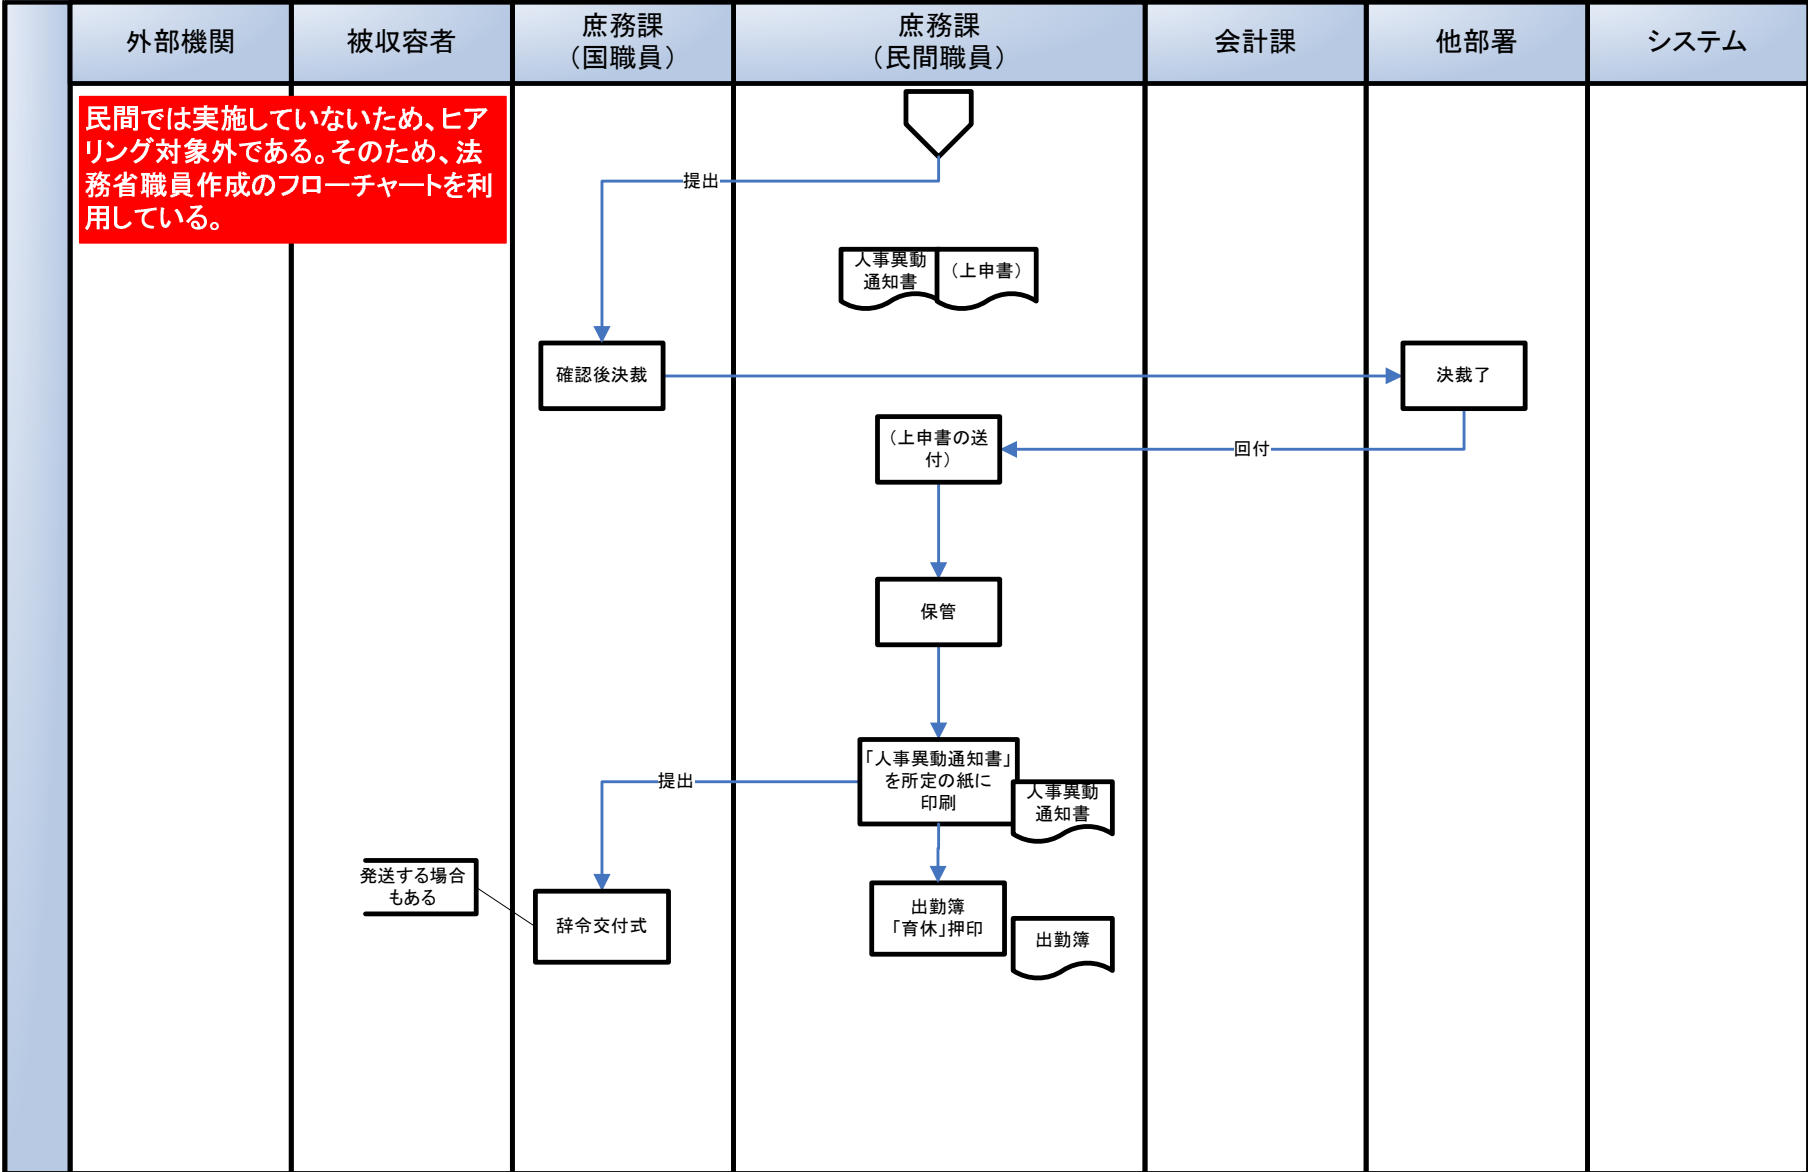 外部機関
被収容者
庶務課
（国職員）
庶務課
（民間職員）
会計課
他部署
システム
民間では実施していないため、ヒア
リング対象外である。そのため、法
務省職員作成のフローチャートを利
用している。
提出
人事異動
通知書
（上申書）
確認後決裁
決裁了
（上申書の送
付）
回付
保管
「人事異動通知書」
を所定の紙に
印刷
提出
人事異動
通知書
発送する場合
もある
辞令交付式
出勤簿
「育休」押印
出勤簿